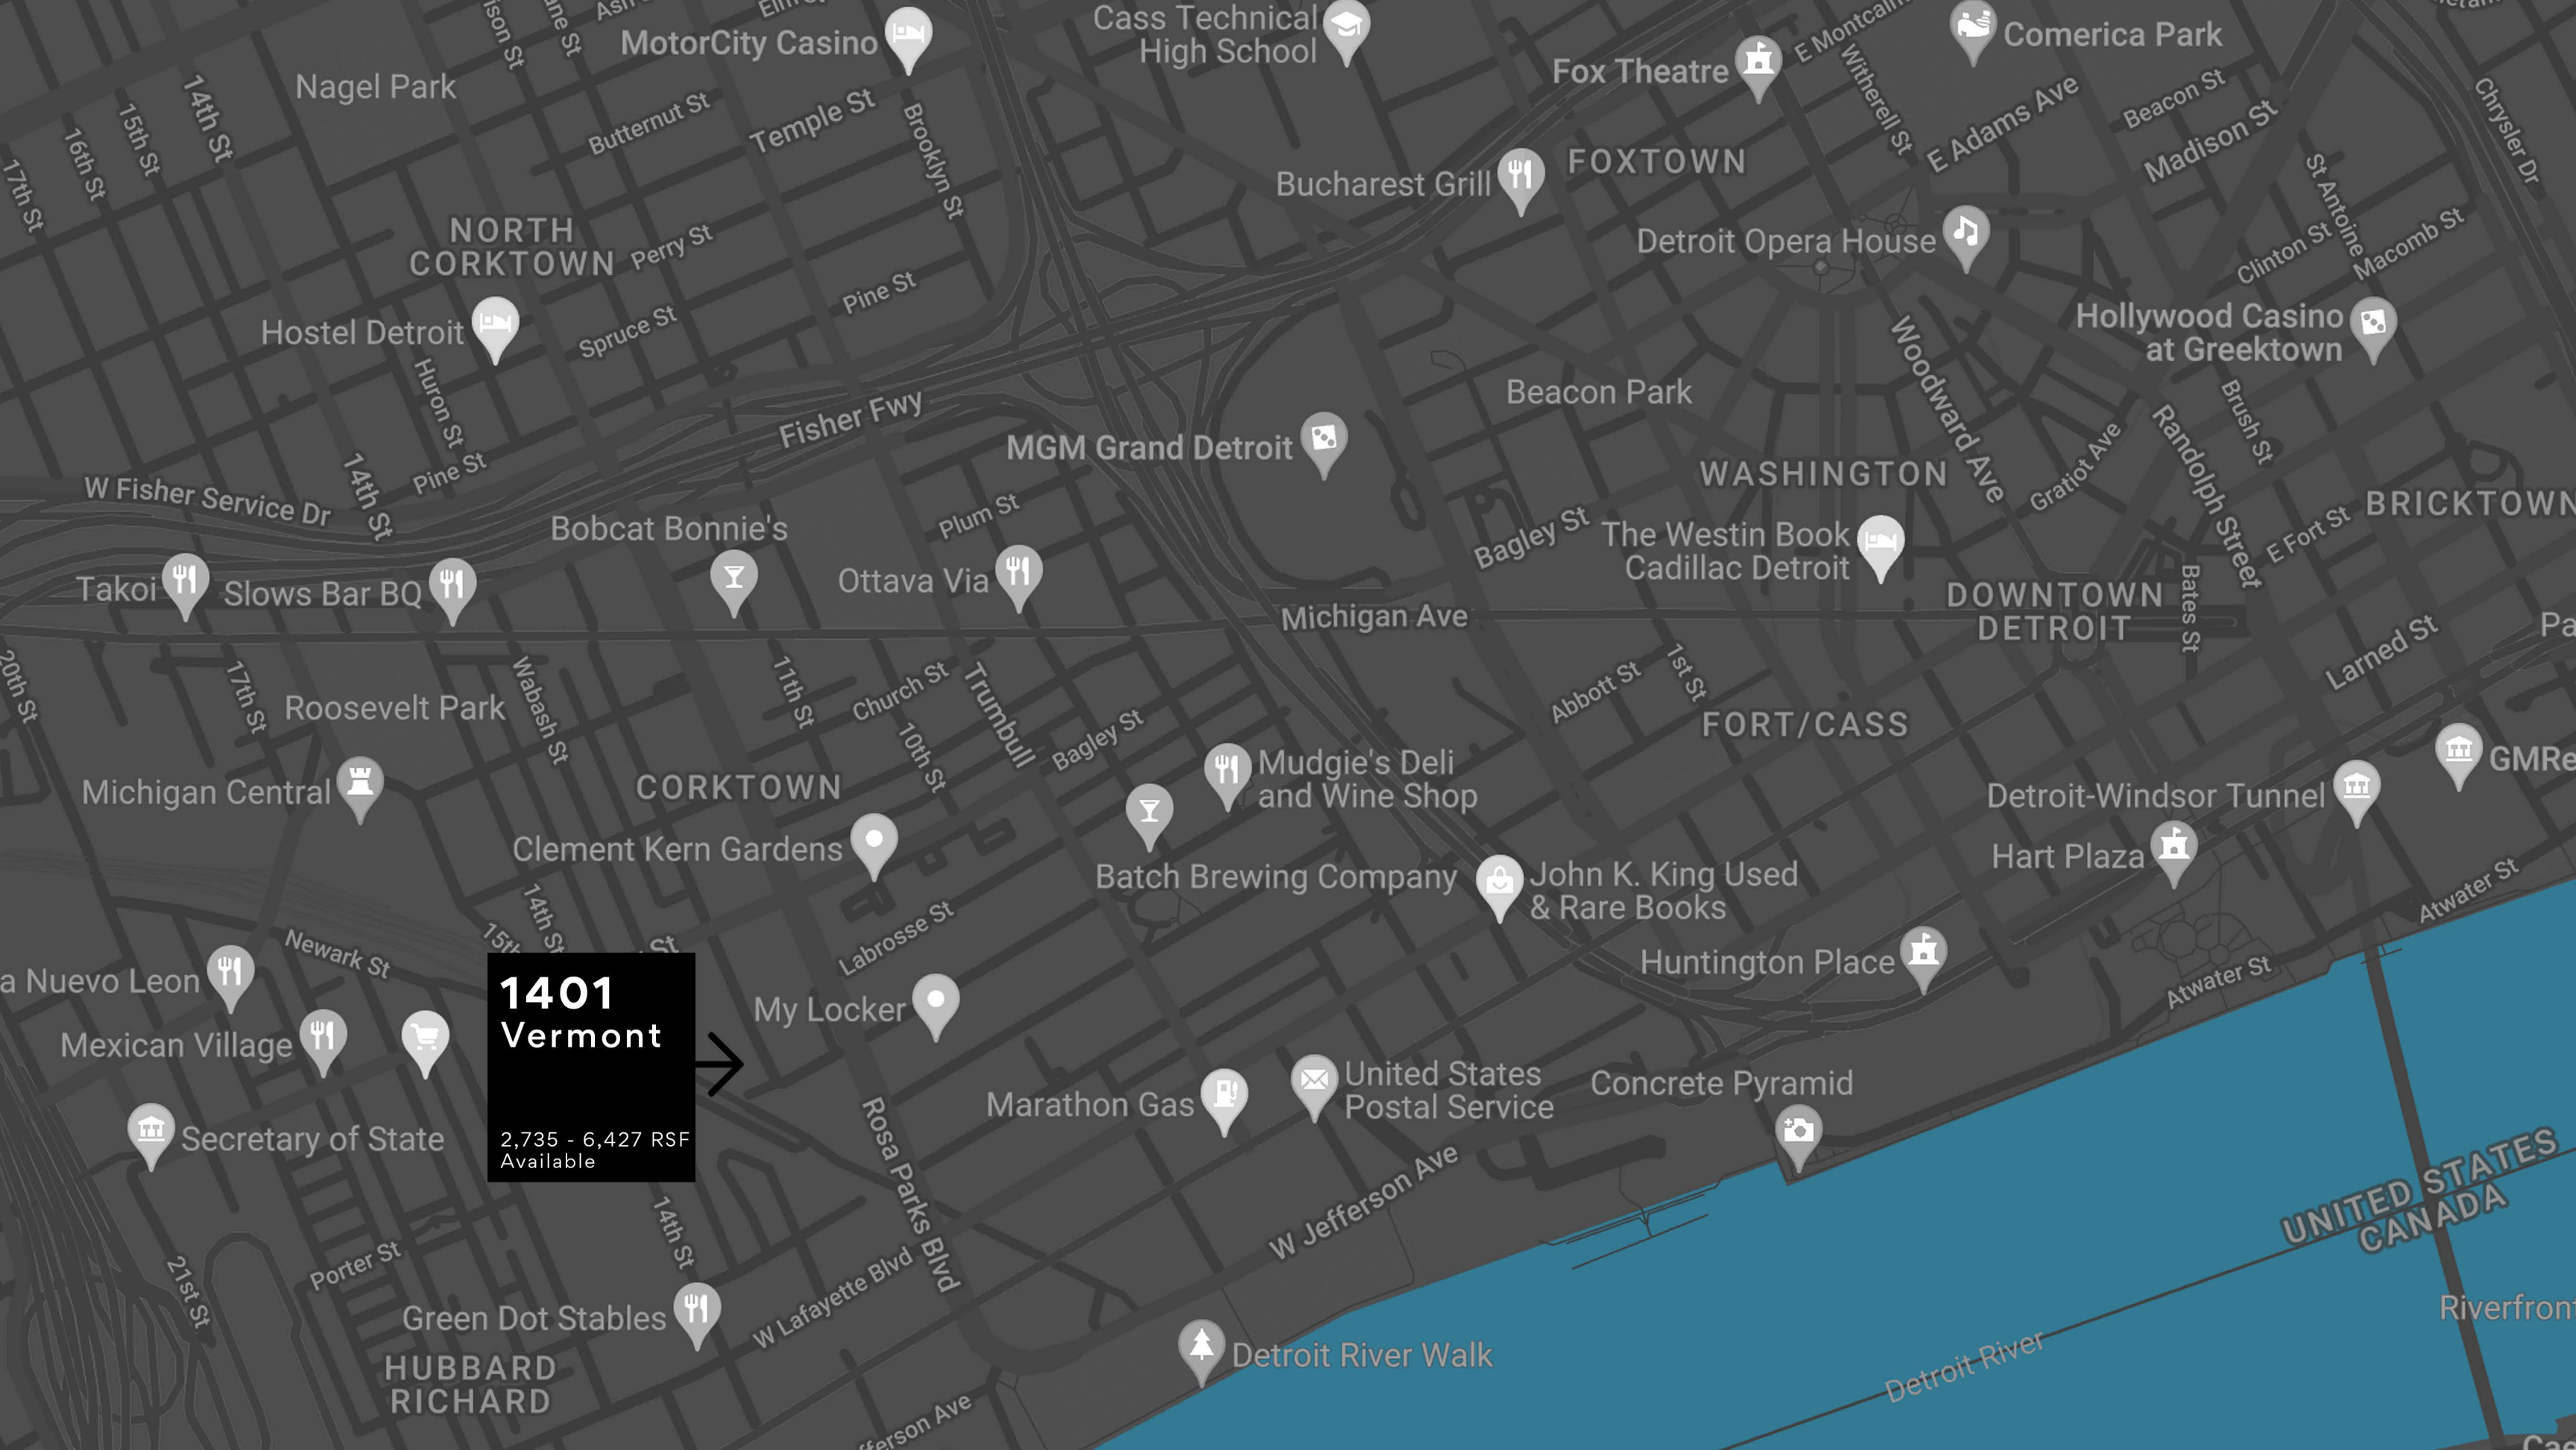 Ash
Elm St
MotorCity Casino
Cass Technical
High School
Fox Theatre
E Montcalm
Comerica Park
Nagel Park
14th St
15th St
16th St
17th St
Butternut St
Temple St
Brooklyn St
Witherell St
E Adams Ave
Beacon St
Madison St
Chrysler Dr
Bucharest Grill
FOXTOWN
NORTH
CORKTOWN
Perry St
Pine St
Spruce St
Detroit Opera House
St Antoine
Clinton St
Macomb St
Hostel Detroit
Huron St
Hollywood Casino
at Greektown
Fisher Fwy
Beacon Park
Woodward Ave
Brush St
MGM Grand Detroit
Randolph Street
Gratiot Ave
W Fisher Service Dr
14th St
Pine St
WASHINGTON
BRICKTOWN
Plum St
Bagley St
The Westin Book
Cadillac Detroit
E Fort St
Bobcat Bonnie's
Takoi
Slows Bar BQ
Ottava Via
Michigan Ave
DOWNTOWN
DETROIT
Bates St
20th St
17th St
Roosevelt Park
Wabash St
11th St
Church St
Trumbull
10th St
Bagley St
Abbott St
1st St
Larned St
Pa
FORT/CASS
Michigan Central
CORKTOWN
Mudgie's Deli
and Wine Shop
GMRe
Detroit-Windsor Tunnel
Clement Kern Gardens
Batch Brewing Company
John K. King Used
& Rare Books
Hart Plaza
Atwater St
Newark St
15th
14th St
St
Labrosse St
Huntington Place
Atwater St
a Nuevo Leon
Mexican Village
1401
Vermont
2,735 - 6,427 RSF
Available
My Locker
Marathon Gas
United States
Postal Service
Concrete Pyramid
Secretary of State
Rosa Parks Blvd
W Jefferson Ave
UNITED STATES
CANADA
14th St
21st St
Porter St
Green Dot Stables
W Lafayette Blvd
Riverfront
Detroit River Walk
Detroit River
HUBBARD
RICHARD
fferson Ave